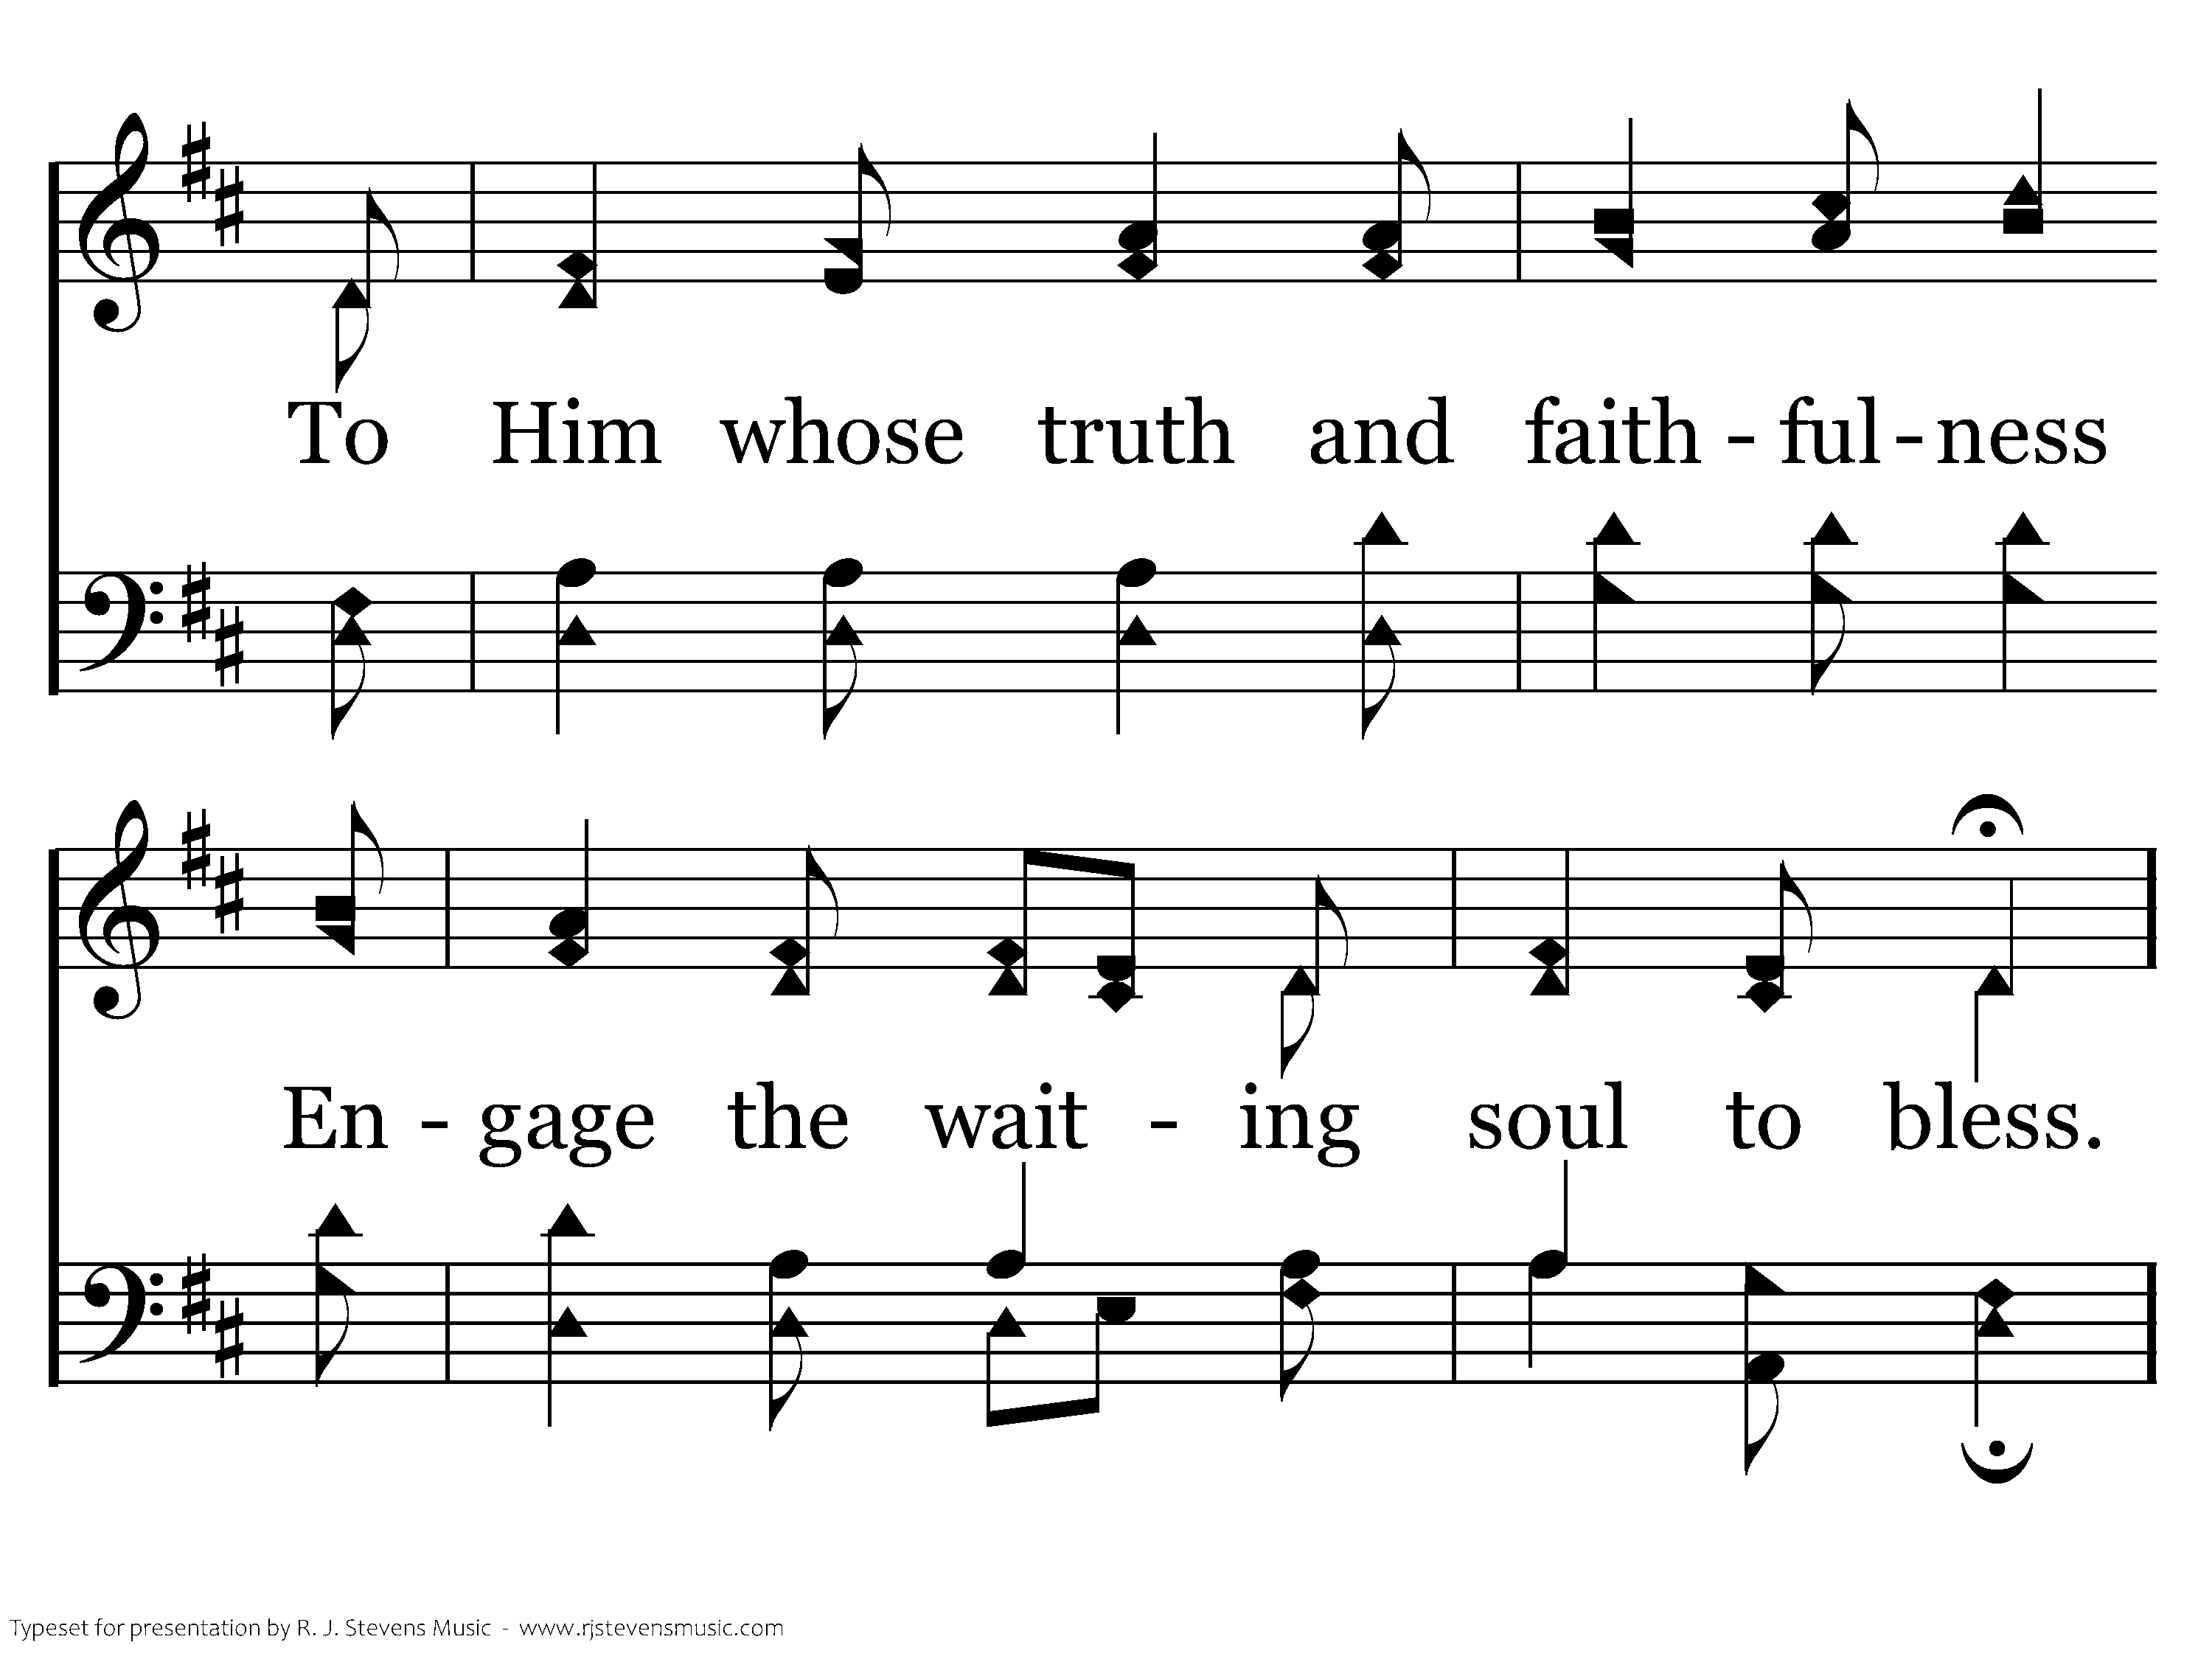 To Him whose truth and faith - ful - ness
En - gage the wait - ing soul to bless.
Typeset for presentation by R. J. Stevens Music - www.rjstevensmusic.com